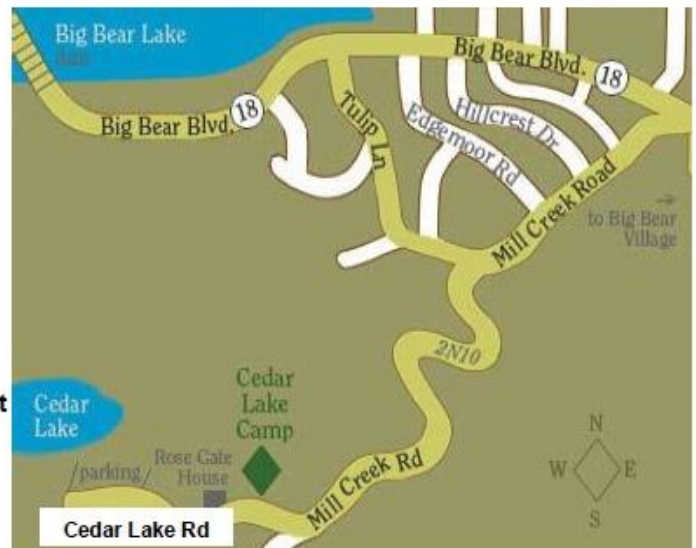 Big Bear Lake
dam
Big Bear Blvd. 18
Big Bear Blvd. 18
Tulip Ln
Edgemoor Rd
Hillcrest Dr
Mill Creek Road
to Big Bear
Village
2N10
t
Cedar
Lake
Cedar
Lake
Camp
/parking/
Rose Gate
House
Mill Creek Rd
Cedar Lake Rd
N
W E
S